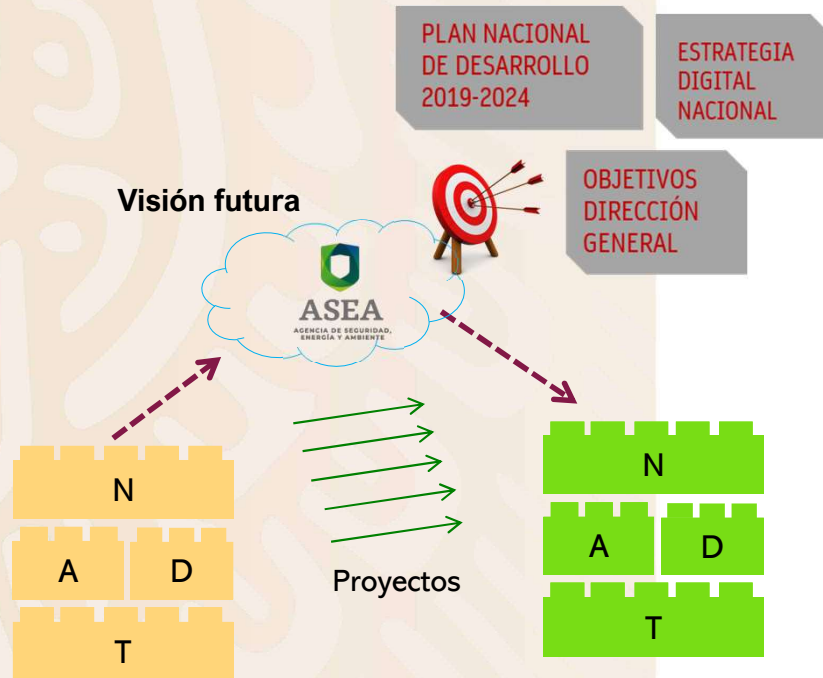 PLAN NACIONAL
DE DESARROLLO
2019-2024
ESTRATEGIA
DIGITAL
NACIONAL
OBJETIVOS
DIRECCIÓN
GENERAL
Visión futura
ASEA
AGENCIA DE SEGURIDAD,
ENERGÍA Y AMBIENTE
N
A D
T
Proyectos
N
A D
T